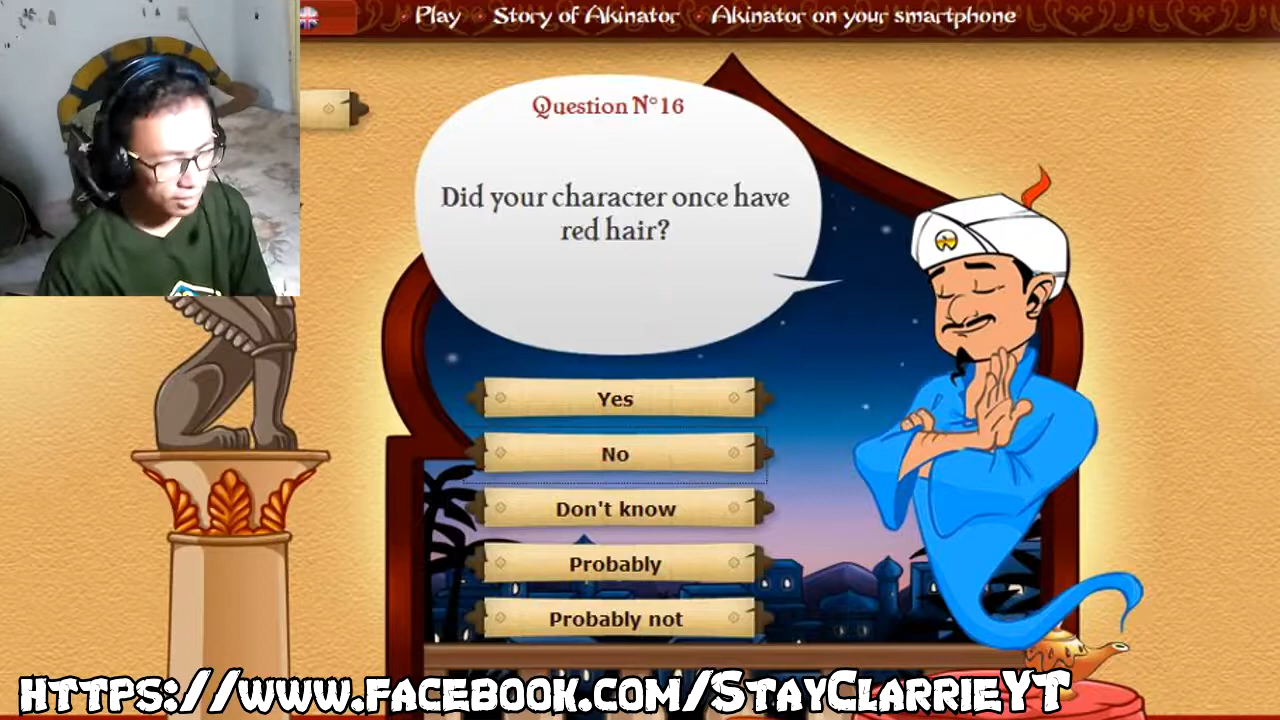 Play
Story of Akinator
Akinator on your smartphone
Question N°16
Did your character once have
red hair?
Yes
No
Don't know
Probably
Probably not
https://www.facebook.com/StayClarrieYT